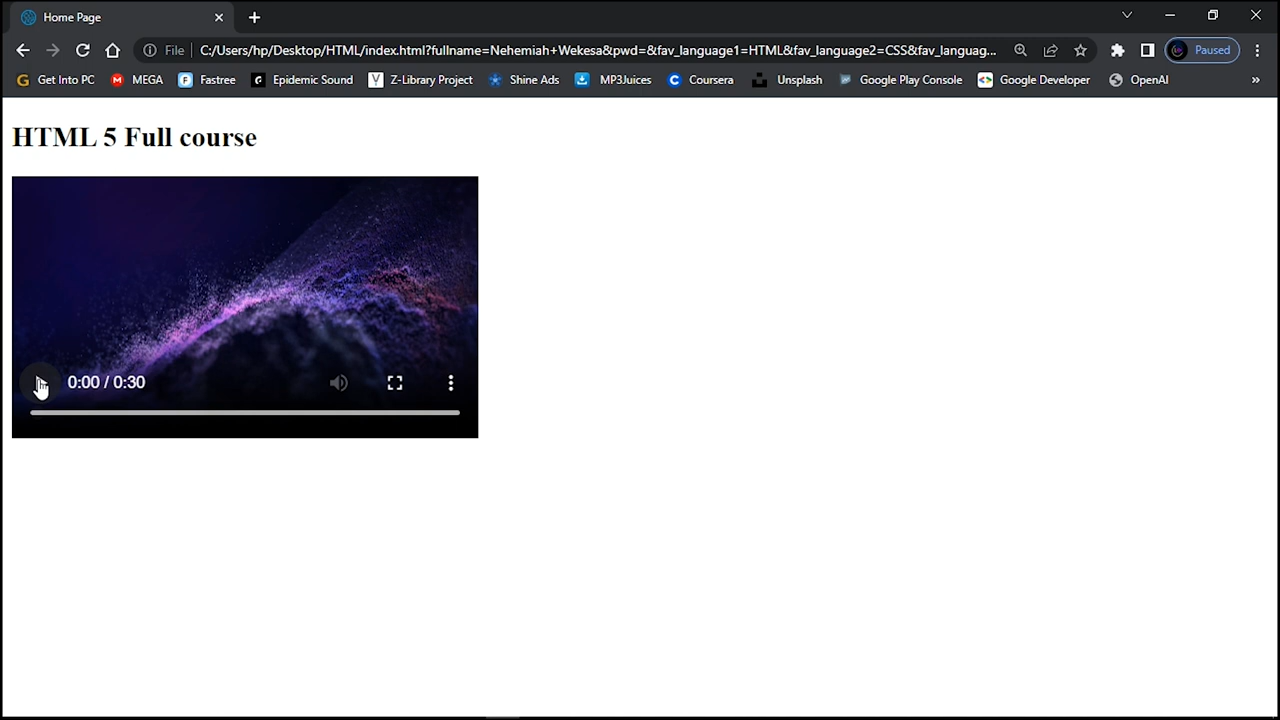 Home Page
File C:/Users/hp/Desktop/HTML/index.html?fullname=Nehemiah+Wekesa&pwd=&fav_language1=HTML&fav_language2=CSS&fav_languag... Paused
Get Into PC MEGA Fastree Epidemic Sound Z-Library Project Shine Ads MP3Juices Coursera Unsplash Google Play Console Google Developer OpenAI »
HTML 5 Full course
0:00 / 0:30